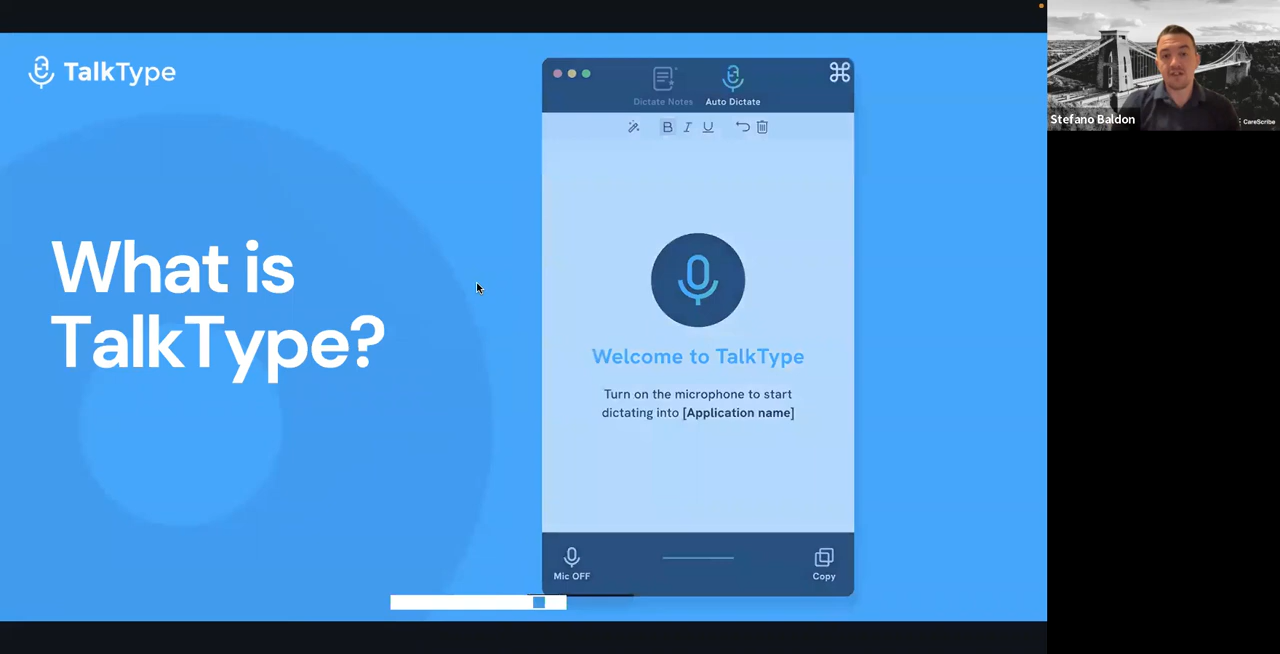 TalkType
What is
TalkType?
Dictate Notes
Auto Dictate
B I U
Welcome to TalkType
Turn on the microphone to start
dictating into [Application name]
Mic OFF
Copy
Stefano Baldon
CareScribe